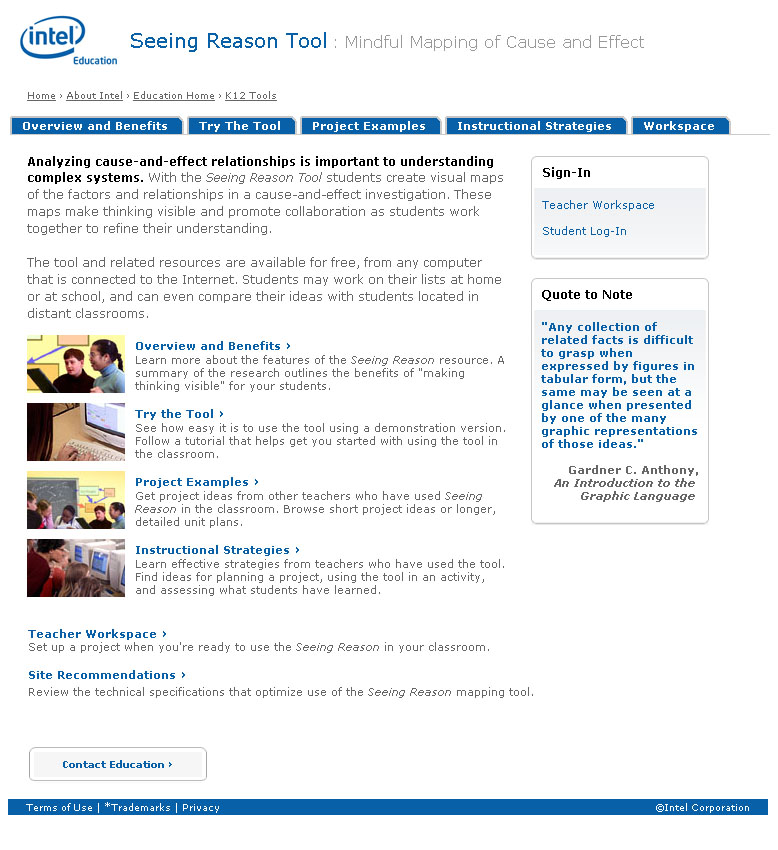 intel
Education
Seeing Reason Tool : Mindful Mapping of Cause and Effect
Home › About Intel › Education Home › K12 Tools
Overview and Benefits
Try The Tool
Project Examples
Instructional Strategies
Workspace
Analyzing cause-and-effect relationships is important to understanding
complex systems. With the Seeing Reason Tool students create visual maps
of the factors and relationships in a cause-and-effect investigation. These
maps make thinking visible and promote collaboration as students work
together to refine their understanding.
The tool and related resources are available for free, from any computer
that is connected to the Internet. Students may work on their lists at home
or at school, and can even compare their ideas with students located in
distant classrooms.
Overview and Benefits ›
Learn more about the features of the Seeing Reason resource. A
summary of the research outlines the benefits of "making
thinking visible" for your students.
Try the Tool ›
See how easy it is to use the tool using a demonstration version.
Follow a tutorial that helps get you started with using the tool in
the classroom.
Project Examples ›
Get project ideas from other teachers who have used Seeing
Reason in the classroom. Browse short project ideas or longer,
detailed unit plans.
Instructional Strategies ›
Learn effective strategies from teachers who have used the tool.
Find ideas for planning a project, using the tool in an activity,
and assessing what students have learned.
Teacher Workspace ›
Set up a project when you're ready to use the Seeing Reason in your classroom.
Site Recommendations ›
Review the technical specifications that optimize use of the Seeing Reason mapping tool.
Sign-In
Teacher Workspace
Student Log-In
Quote to Note
"Any collection of
related facts is difficult
to grasp when
expressed by figures in
tabular form, but the
same may be seen at a
glance when presented
by one of the many
graphic representations
of those ideas."
Gardner C. Anthony,
An Introduction to the
Graphic Language
Contact Education ›
Terms of Use | *Trademarks | Privacy
©Intel Corporation